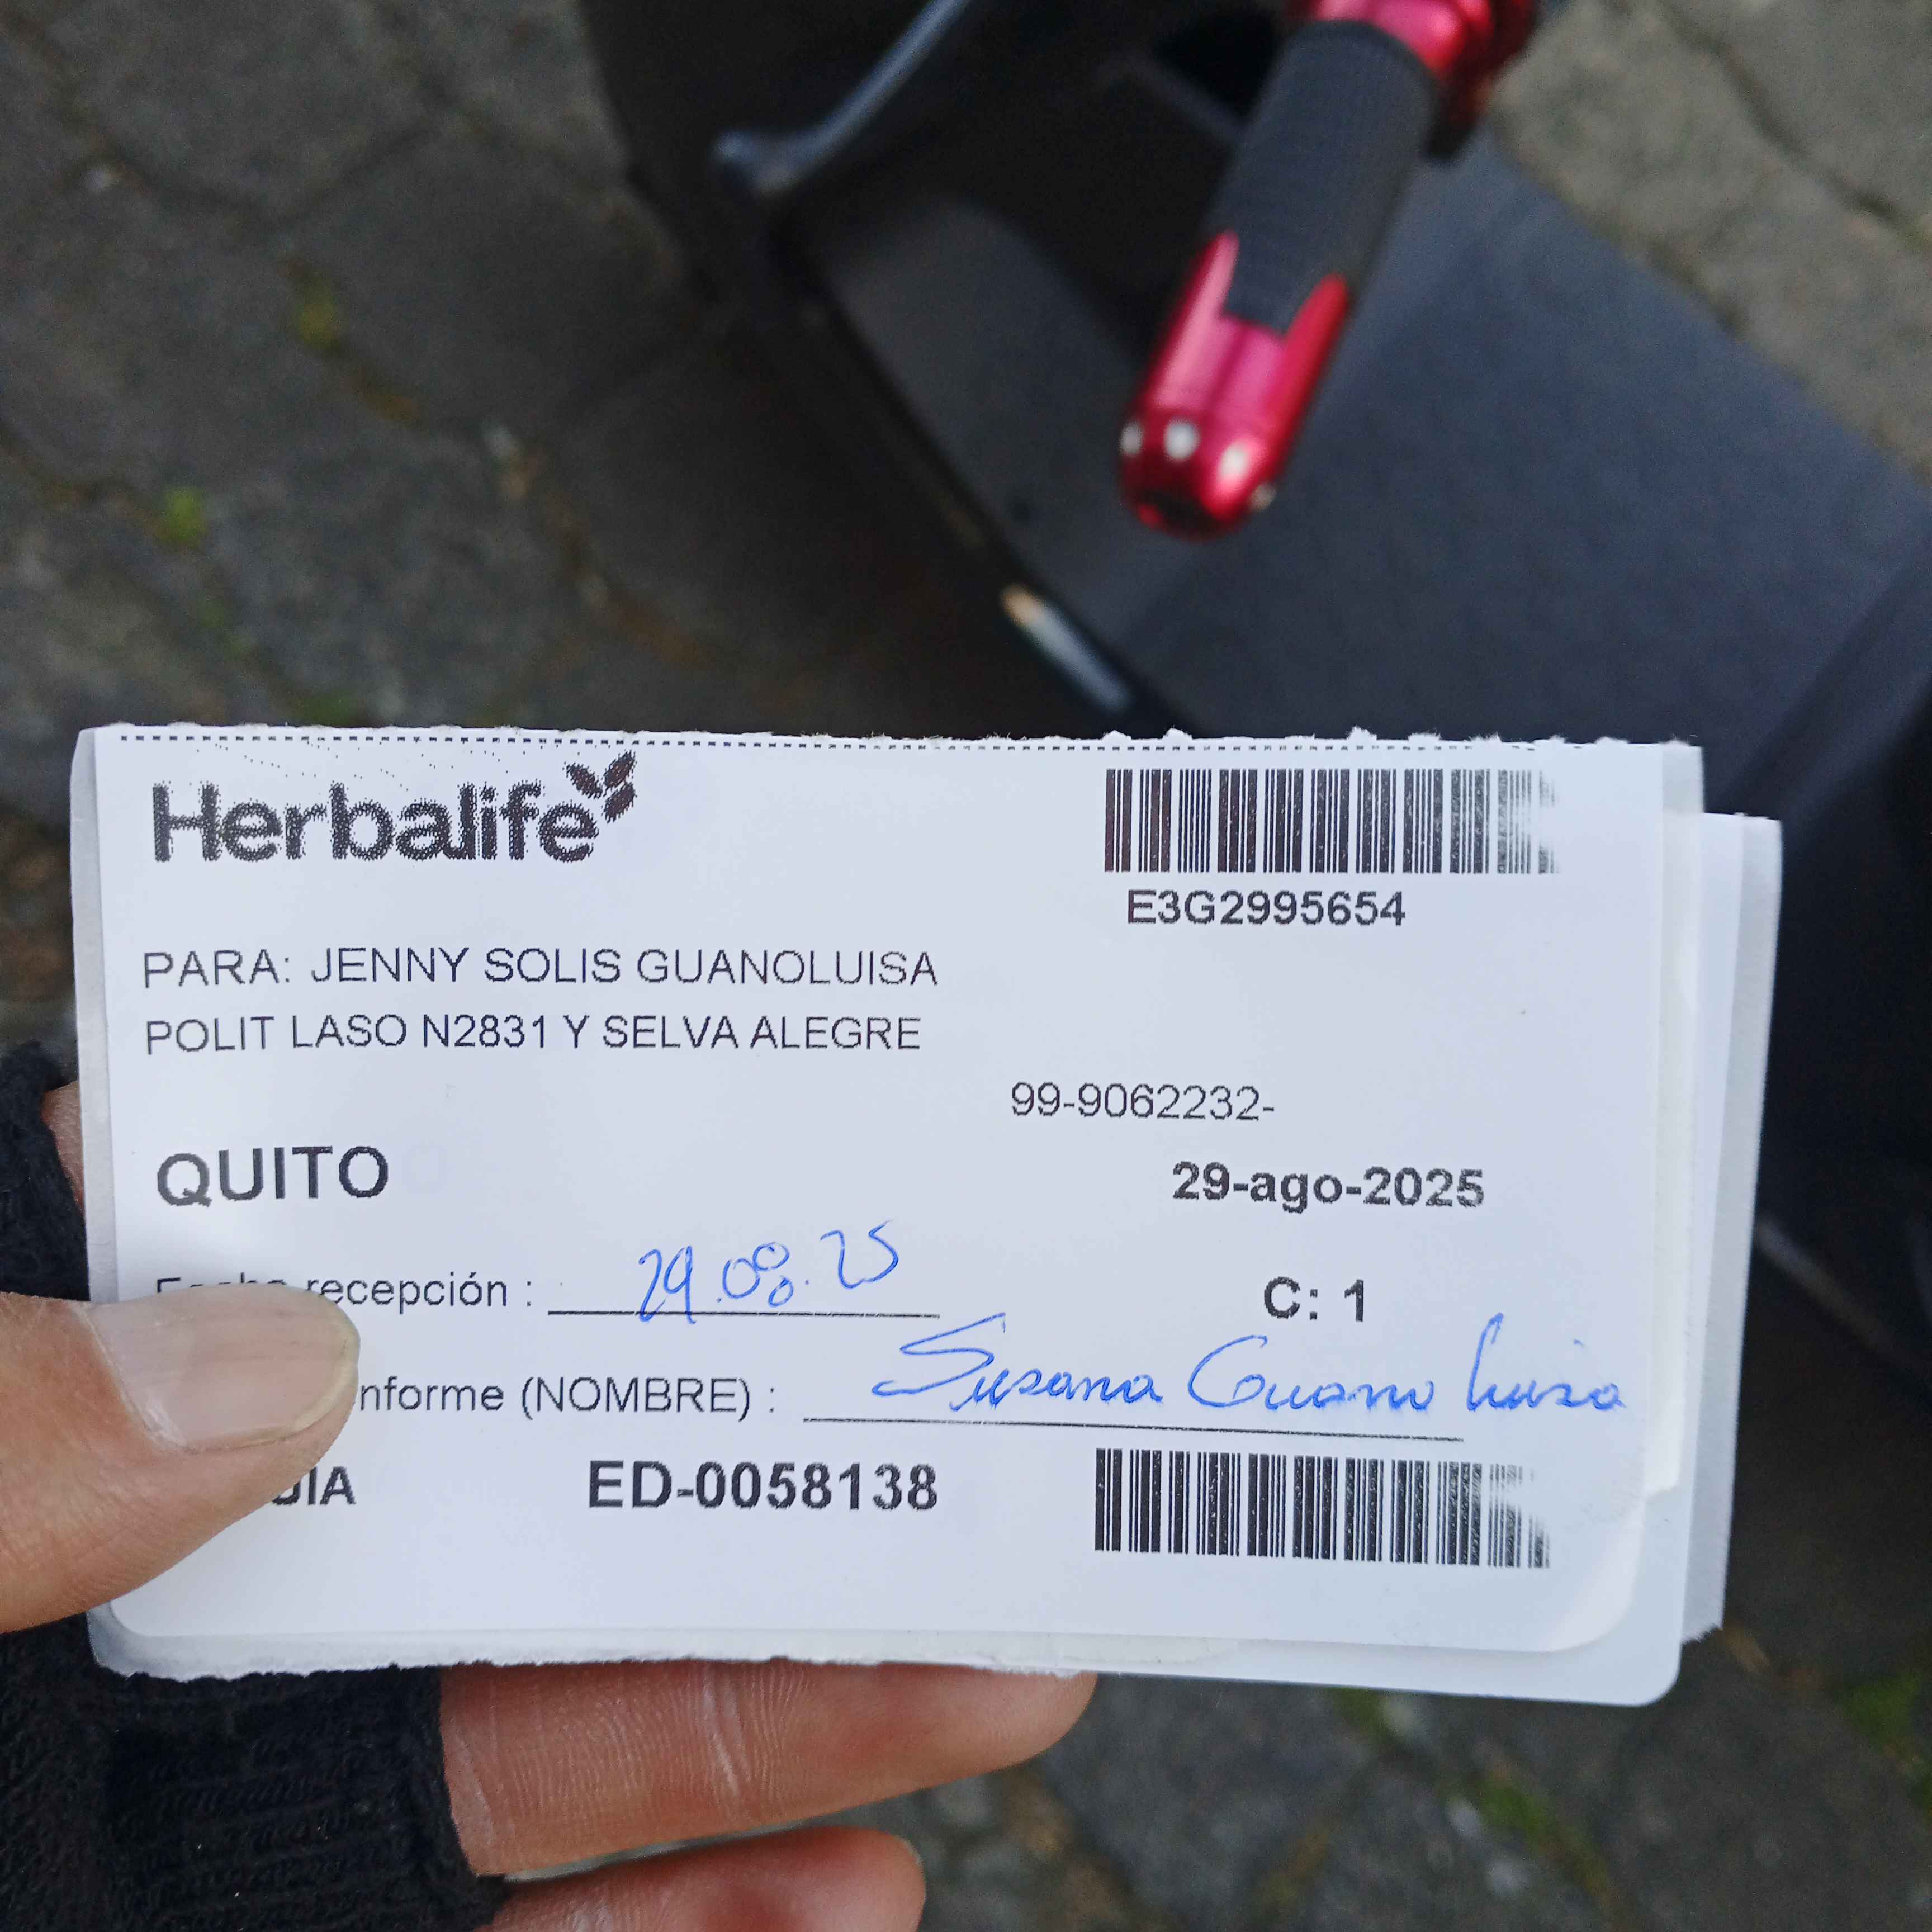 Herbalife
E3G2995654
PARA: JENNY SOLIS GUANOLUISA
POLIT LASO N2831 Y SELVA ALEGRE
99-9062232-
QUITO
29-ago-2025
recepción : 29.08.25
C: 1
nforme (NOMBRE) : Susana Guano luisa
ED-0058138